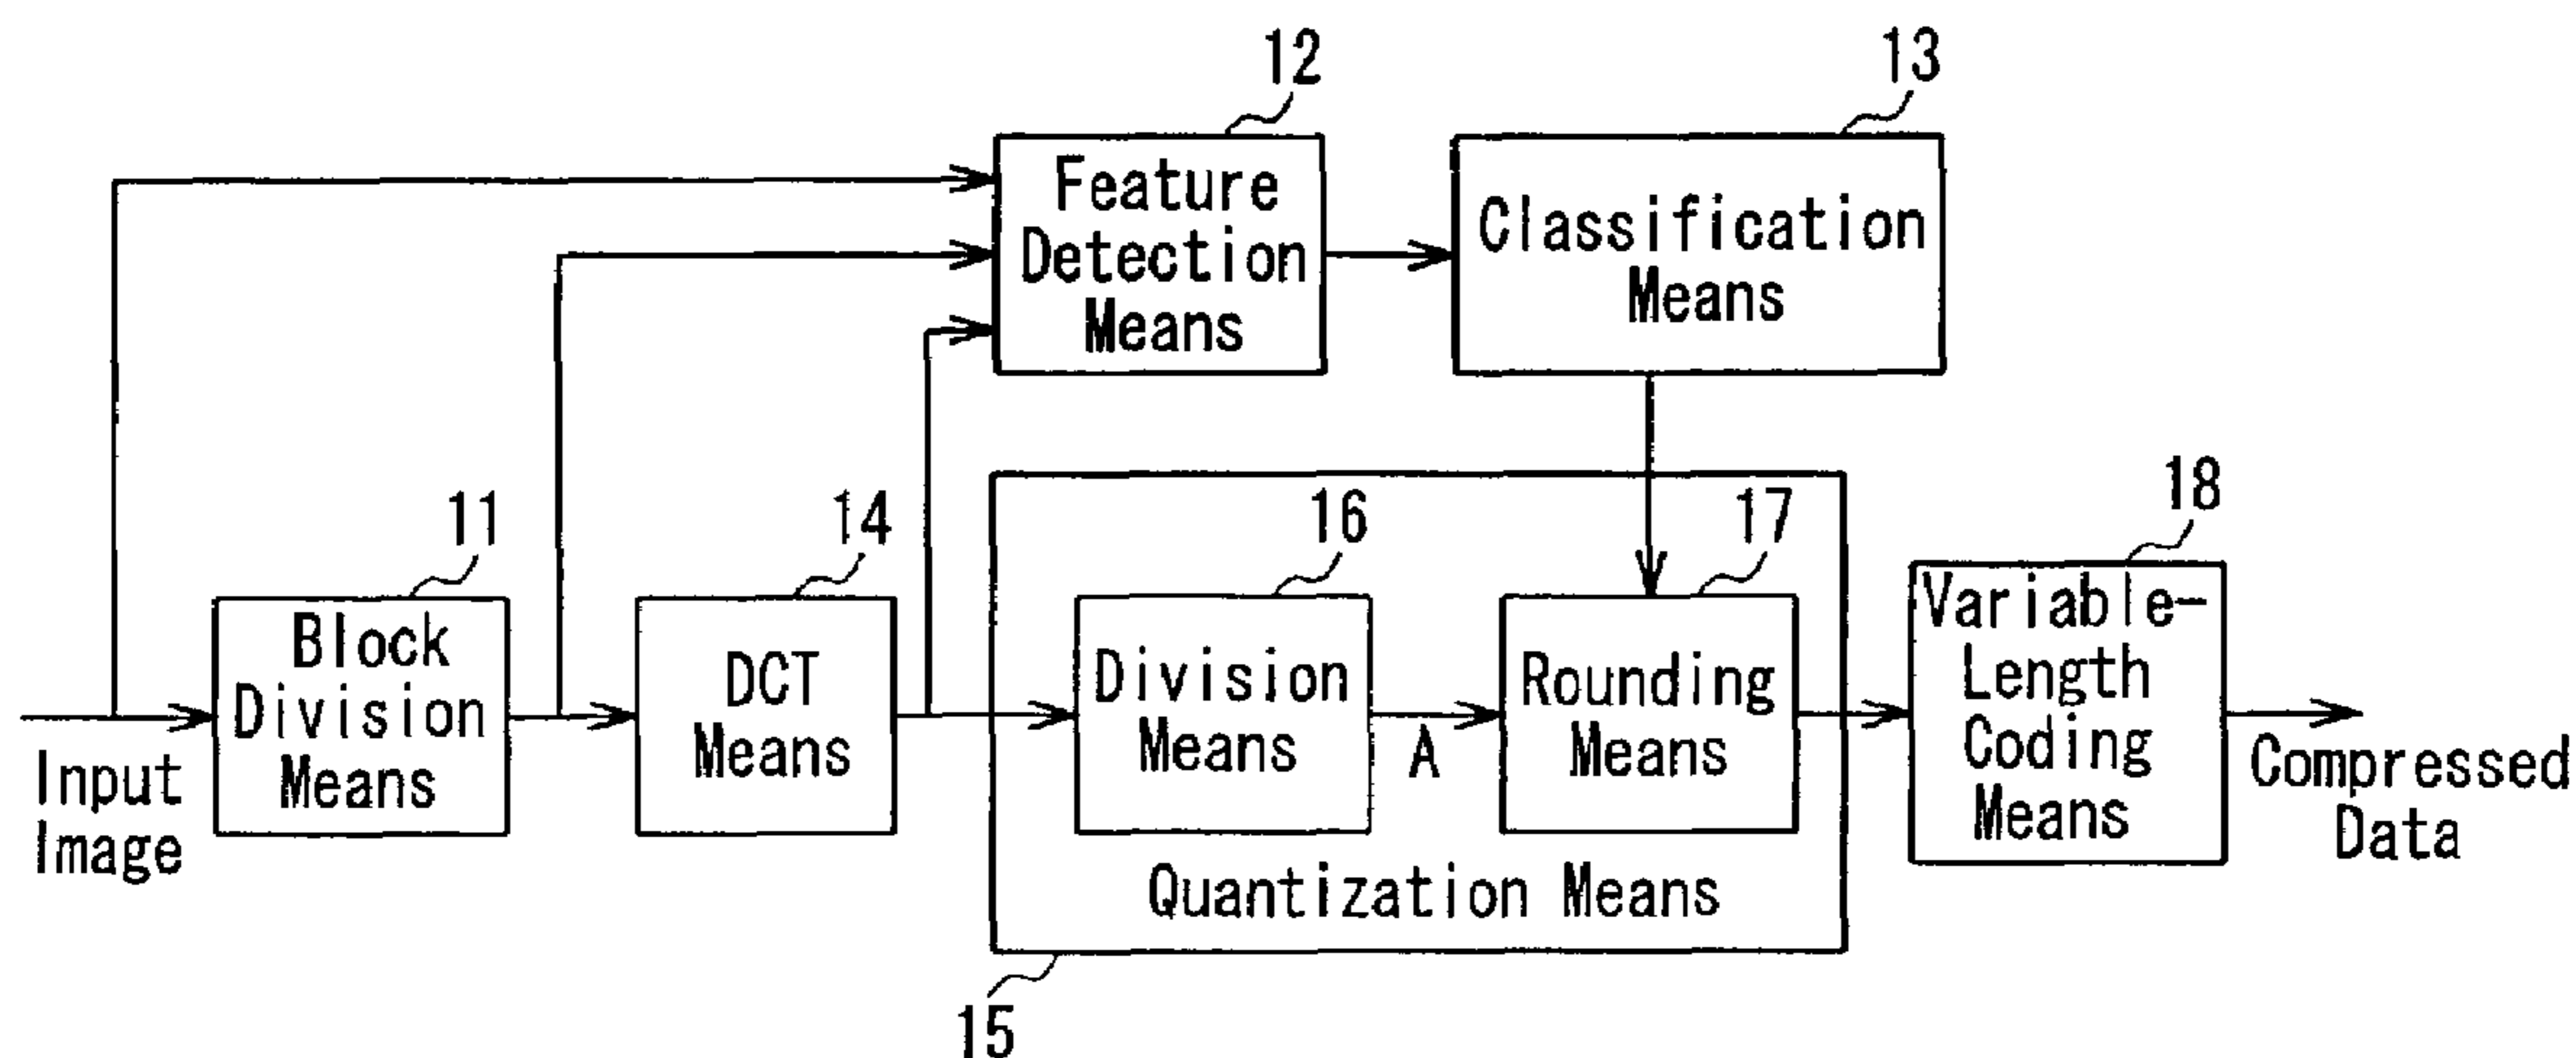 12
13
Feature
Detection
Means
Classification
Means
11
14
16
17
18
Block
Division
Means
DCT
Means
Division
Means
A
Rounding
Means
Variable-
Length
Coding
Means
Input
Image
Compressed
Data
Quantization Means
15